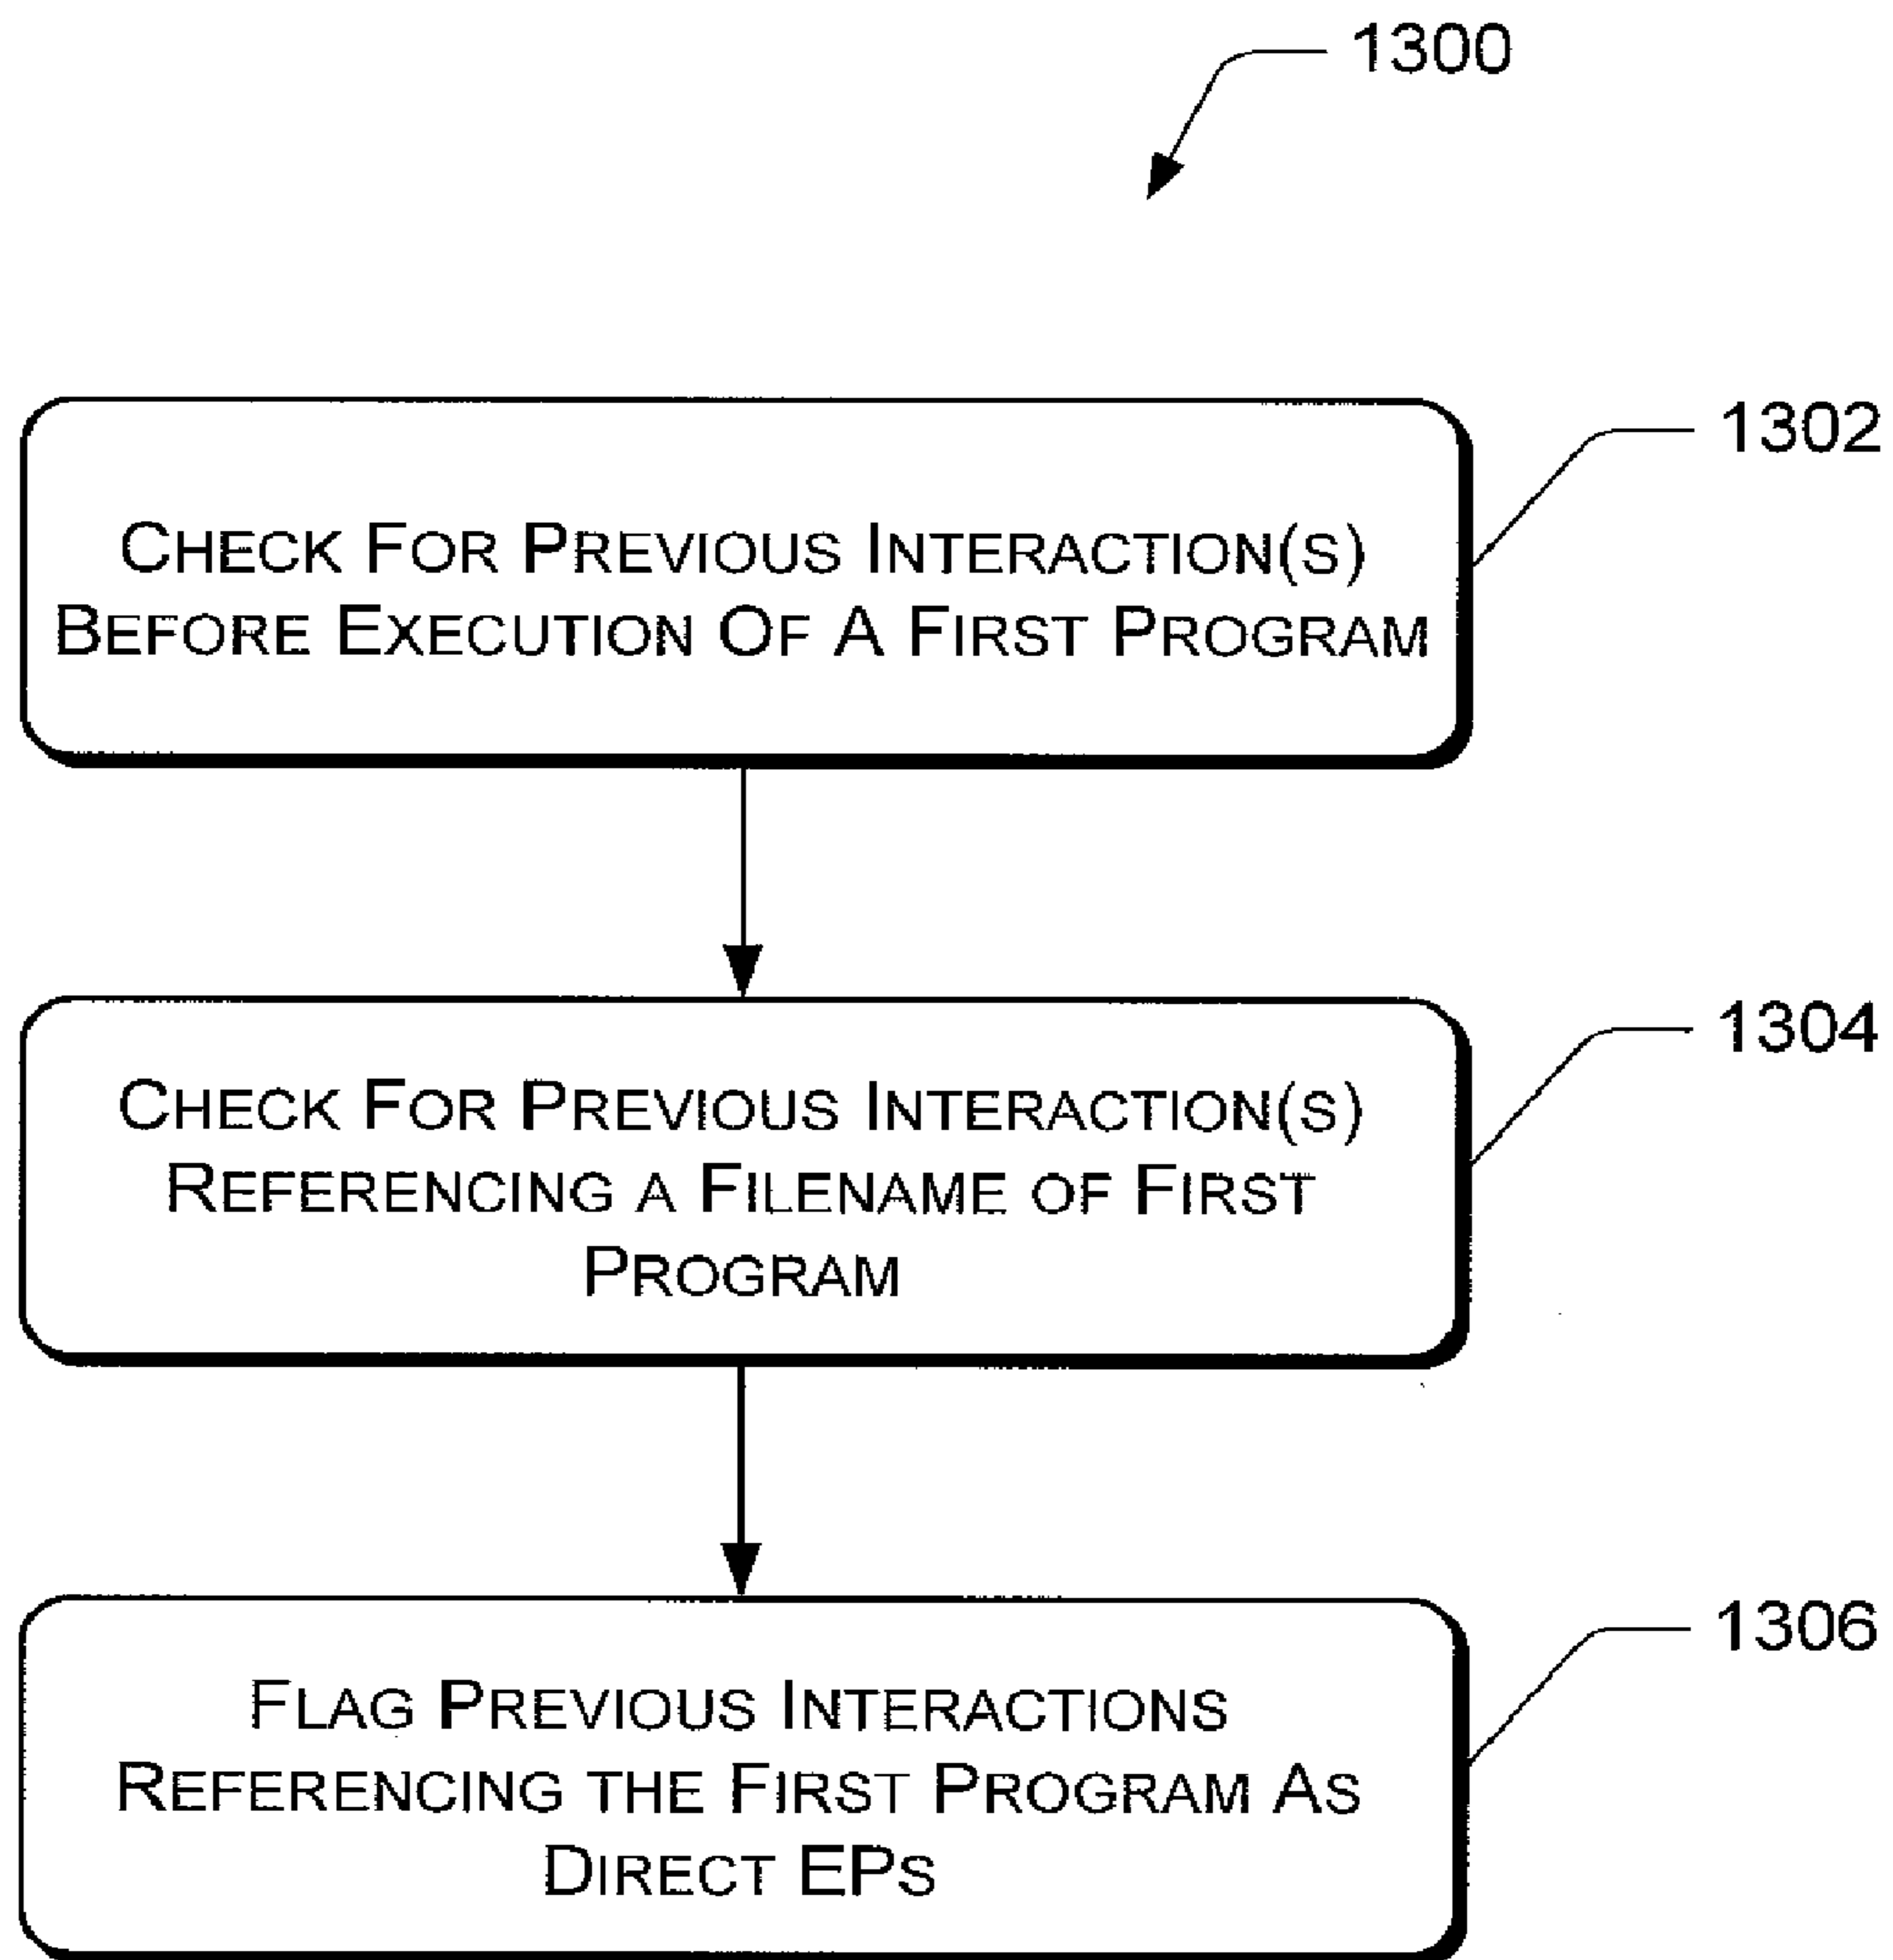 1300
1302
CHECK FOR PREVIOUS INTERACTION(S)
BEFORE EXECUTION OF A FIRST PROGRAM
1304
CHECK FOR PREVIOUS INTERACTION(S)
REFERENCING A FILENAME OF FIRST
PROGRAM
1306
FLAG PREVIOUS INTERACTIONS
REFERENCING THE FIRST PROGRAM AS
DIRECT EPS